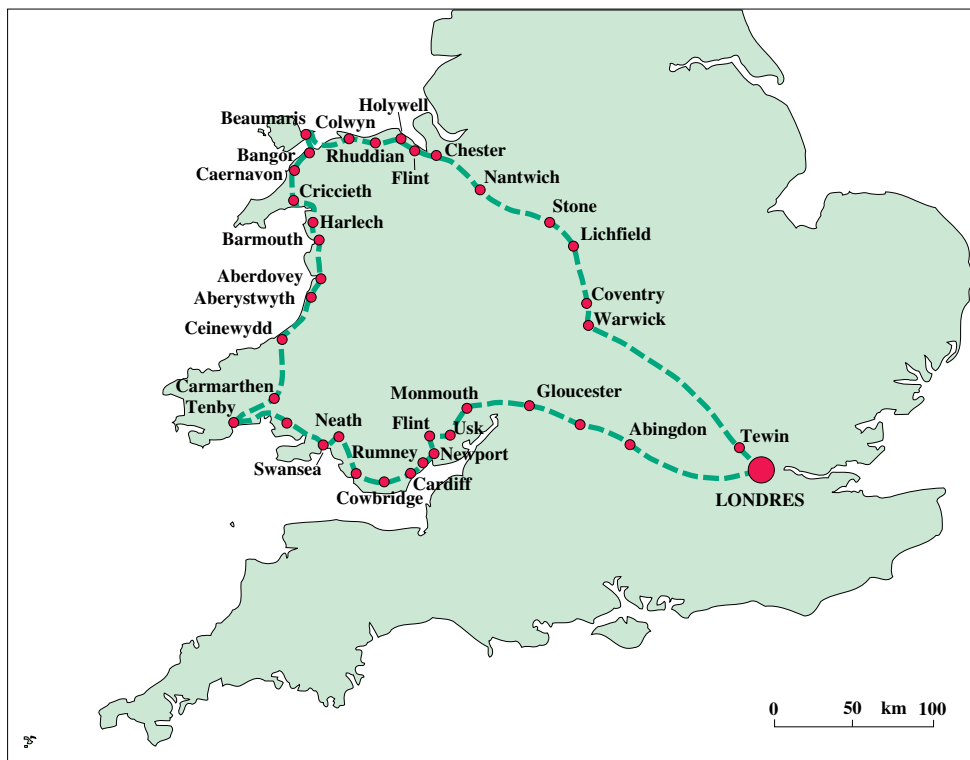 Holywell
Beaumaris
Colwyn
Bangor
Rhuddian
Chester
Caernavon
Flint
Nantwich
Criccieth
Harlech
Stone
Barmouth
Lichfield
Aberdovey
Aberystwyth
Coventry
Ceinewydd
Warwick
Carmarthen
Monmouth
Gloucester
Tenby
Neath
Flint
Usk
Abingdon
Tewin
Swansea
Rumney
Newport
Cowbridge
Cardiff
LONDRES
0 50 km 100